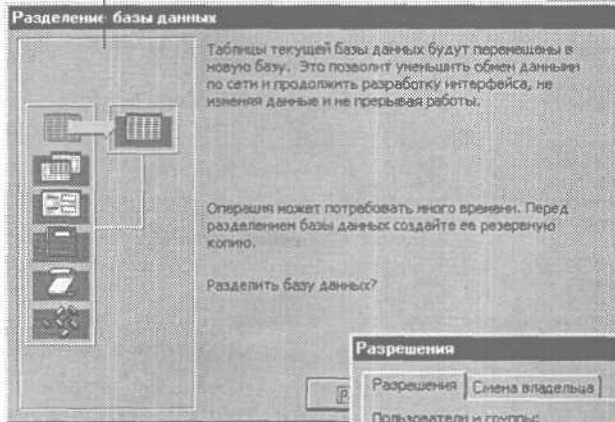 Разделение базы данных
Таблицы текущей базы данных будут перемещены в
новую базу. Это позволит уменьшить обмен данными
по сети и продолжить разработку интерфейса, не
изменяя данные и не прерывая работы.
Операция может потребовать много времени. Перед
разделением базы данных создайте ее резервную
копию.
Разделить базу данных?
Разрешения
Разрешения Смена владельца
Пользователи и группы: